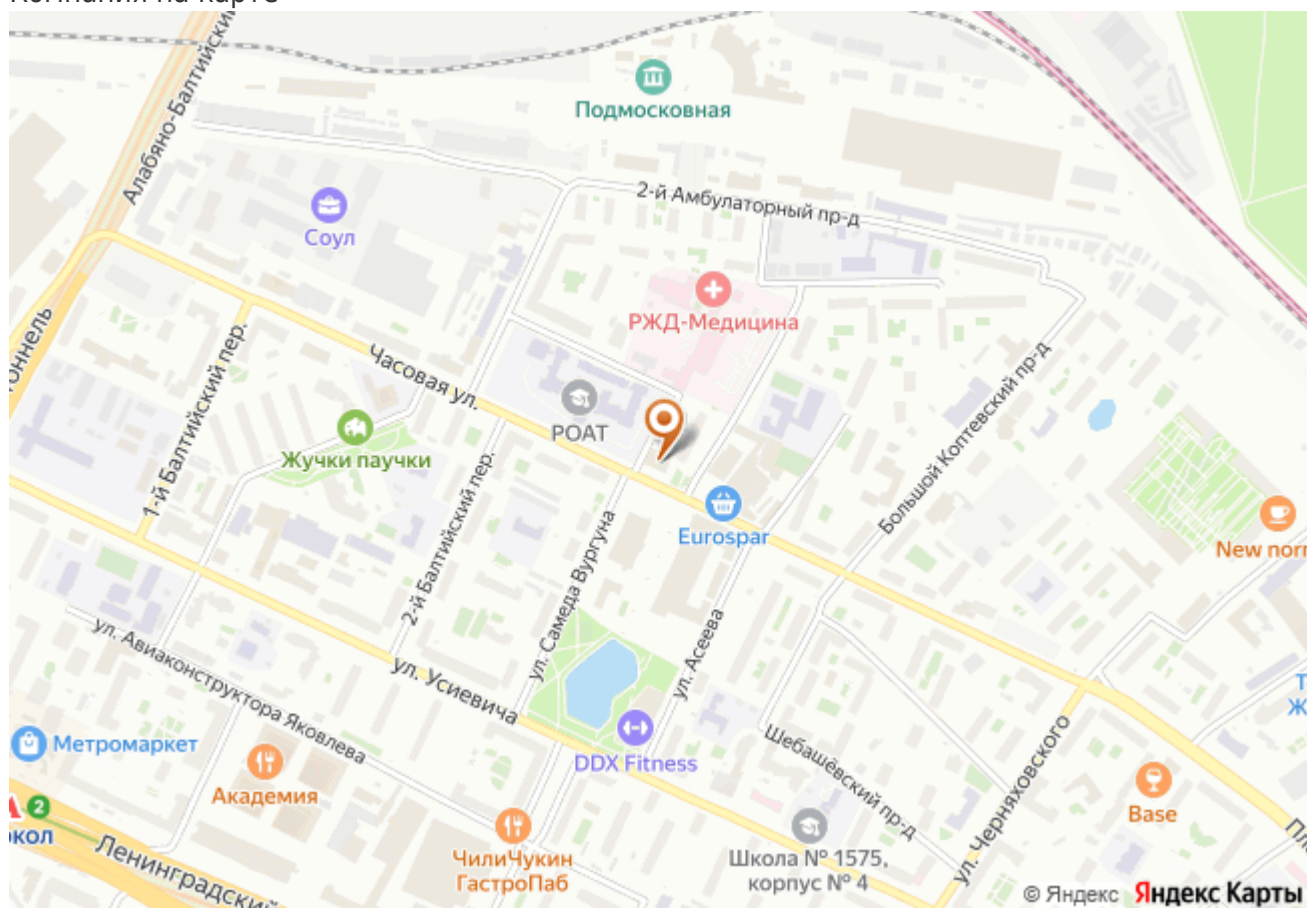 Компания на карте
Алабяно-Балтийский
Подмосковная
2-й Амбулаторный пр-д
Соул
РЖД-Медицина
1-й Балтийский пер.
Часовая ул.
Большой Коптевский пр-д
РОАТ
Жучки паучки
2-й Балтийский пер.
ул. Самеда Вургуна
Eurospar
New norm
ул. Авиаконструктора Яковлева
ул. Усиевича
ул. Асеева
Метромаркет
DDX Fitness
Шебашёвский пр-д
ул. Черняховского
Академия
Base
2
Ленинградский
ЧилиЧукин
ГастроПаб
Школа № 1575,
корпус № 4
© Яндекс Яндекс Карты